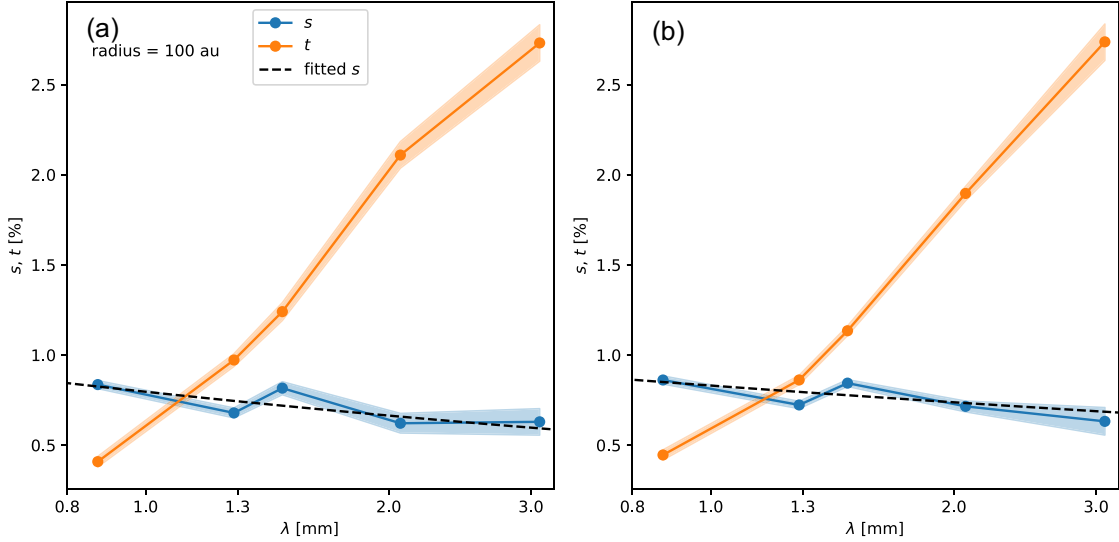 (a)
radius = 100 au
s
t
fitted s
s, t [%]
2.5
2.0
1.5
1.0
0.5
0.8 1.0 1.3 2.0 3.0
λ [mm]
(b)
s, t [%]
2.5
2.0
1.5
1.0
0.5
0.8 1.0 1.3 2.0 3.0
λ [mm]